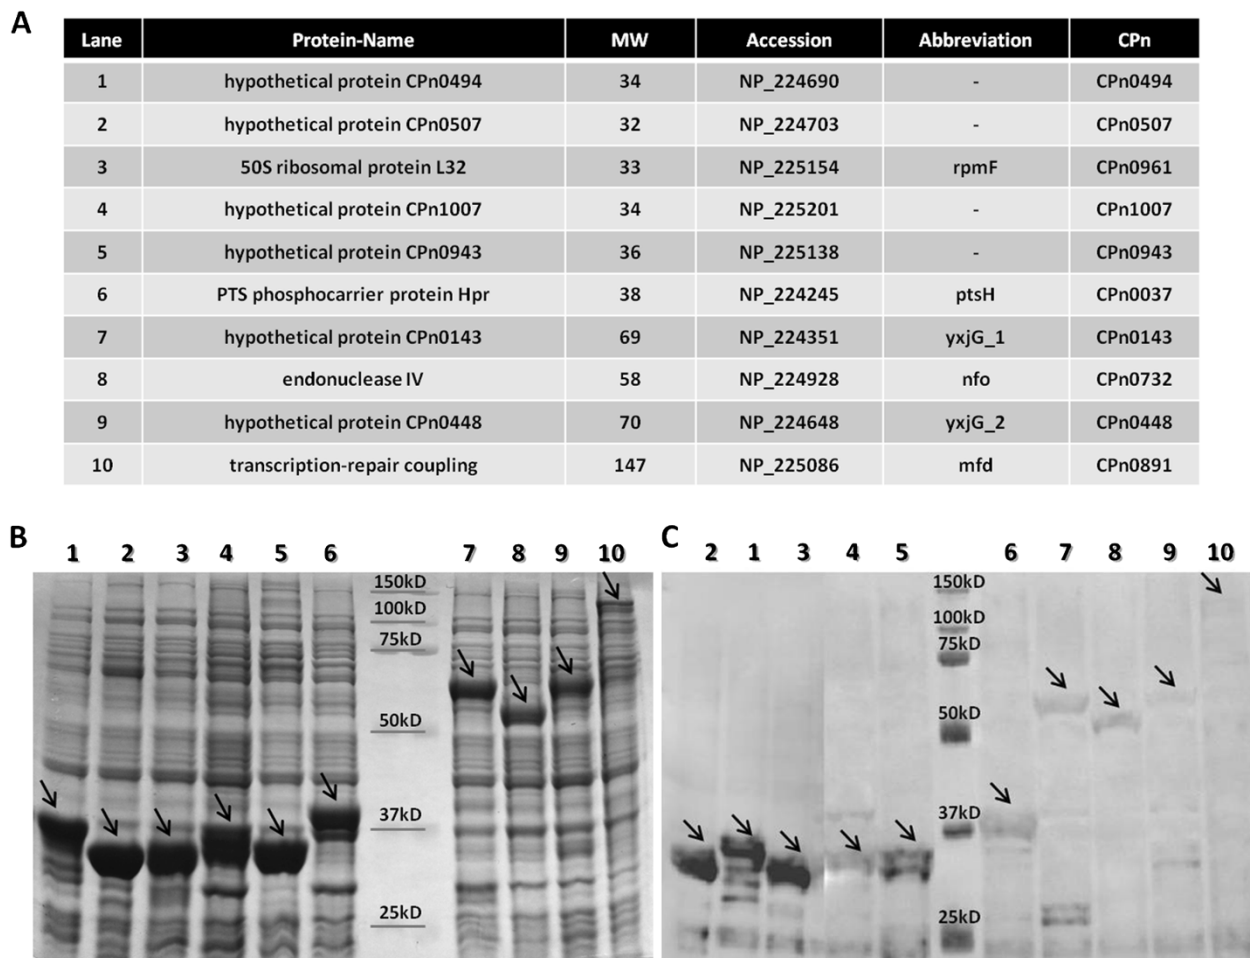 A
Lane Protein-Name MW Accession Abbreviation CPn
1 hypothetical protein CPn0494 34 NP_224690 - CPn0494
2 hypothetical protein CPn0507 32 NP_224703 - CPn0507
3 50S ribosomal protein L32 33 NP_225154 rpmF CPn0961
4 hypothetical protein CPn1007 34 NP_225201 - CPn1007
5 hypothetical protein CPn0943 36 NP_225138 - CPn0943
6 PTS phosphocarrier protein Hpr 38 NP_224245 ptsH CPn0037
7 hypothetical protein CPn0143 69 NP_224351 yxjG_1 CPn0143
8 endonuclease IV 58 NP_224928 nfo CPn0732
9 hypothetical protein CPn0448 70 NP_224648 yxjG_2 CPn0448
10 transcription-repair coupling 147 NP_225086 mfd CPn0891
B
1 2 3 4 5 6 7 8 9 10
150kD
100kD
75kD
50kD
37kD
25kD
C
2 1 3 4 5 6 7 8 9 10
150kD
100kD
75kD
50kD
37kD
25kD